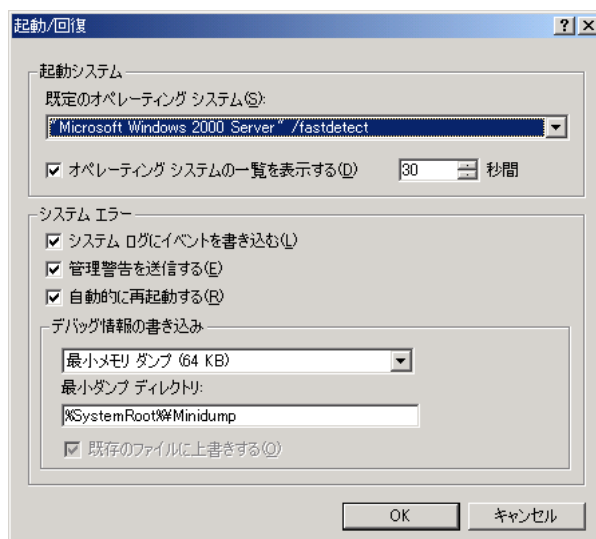 起動/回復
起動システム
既定のオペレーティング システム(S):
"Microsoft Windows 2000 Server" /fastdetect
オペレーティング システムの一覧を表示する(D) 30 秒間
システム エラー
システム ログにイベントを書き込む(L)
管理警告を送信する(E)
自動的に再起動する(R)
デバッグ情報の書き込み
最小メモリ ダンプ (64 KB)
最小ダンプ ディレクトリ:
%SystemRoot%¥Minidump
既存のファイルに上書きする(O)
OK キャンセル